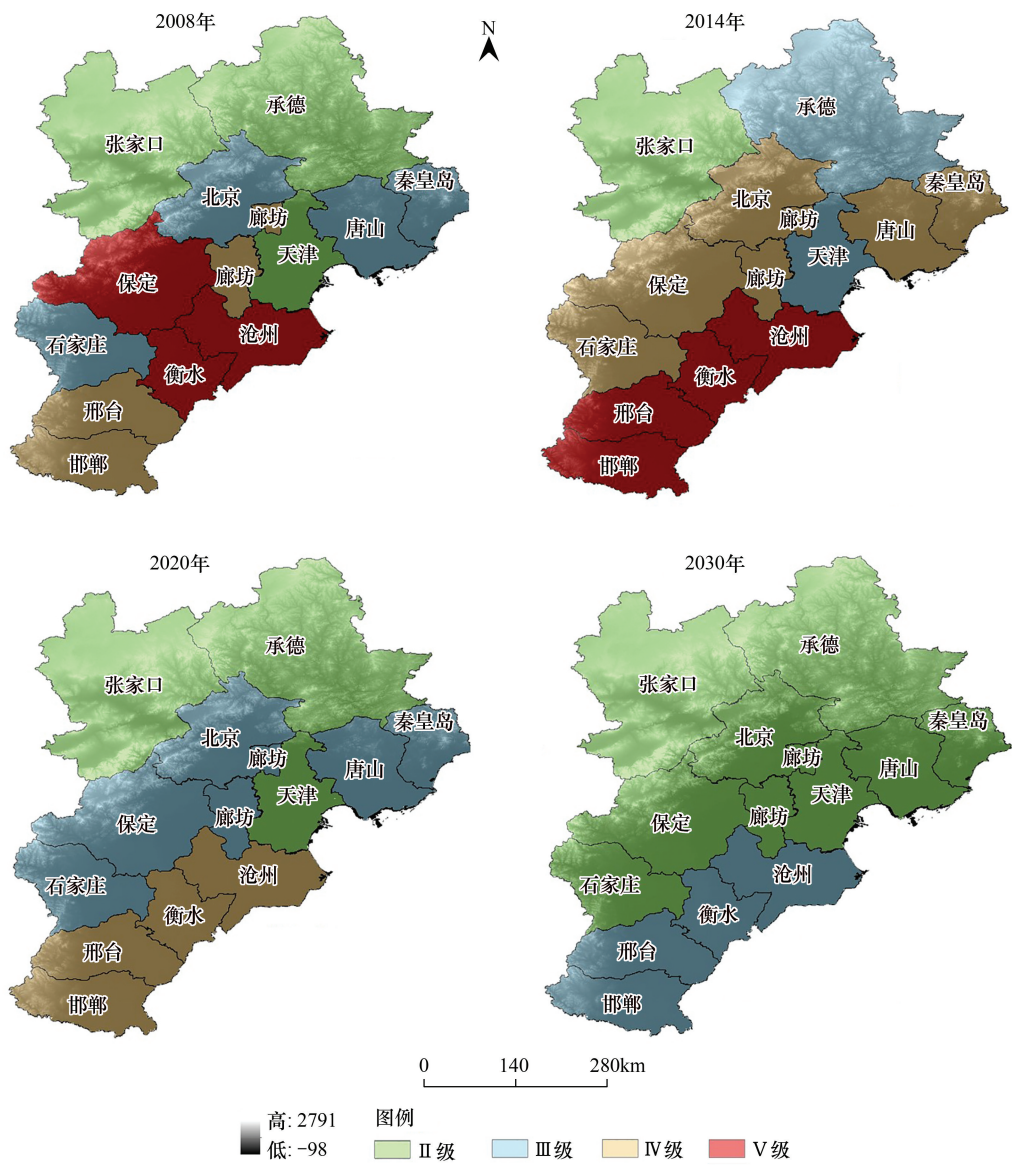 2008年
N
2014年
承德
张家口
北京
秦皇岛
廊坊
唐山
天津
廊坊
保定
沧州
石家庄
衡水
邢台
邯郸
承德
张家口
北京
秦皇岛
廊坊
唐山
天津
廊坊
保定
沧州
石家庄
衡水
邢台
邯郸
2020年
2030年
承德
张家口
北京
秦皇岛
廊坊
唐山
天津
廊坊
保定
沧州
石家庄
衡水
邢台
邯郸
承德
张家口
北京
秦皇岛
廊坊
唐山
天津
廊坊
保定
沧州
石家庄
衡水
邢台
邯郸
0 140 280km
高: 2791
低: -98
图例
Ⅱ级 Ⅲ级 Ⅳ级 Ⅴ级